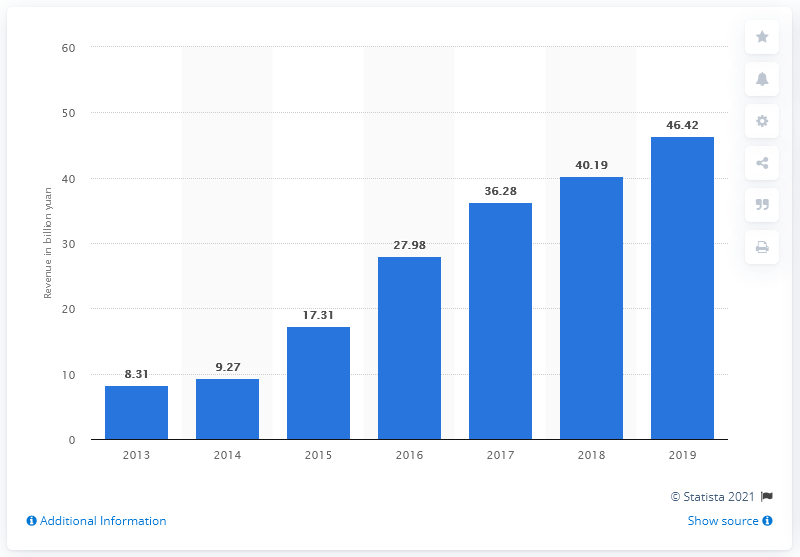 60
50
40
30
20
10
0
Revenue in billion yuan
8.31
9.27
17.31
27.98
36.28
40.19
46.42
2013 2014 2015 2016 2017 2018 2019
© Statista 2021
Additional Information
Show source